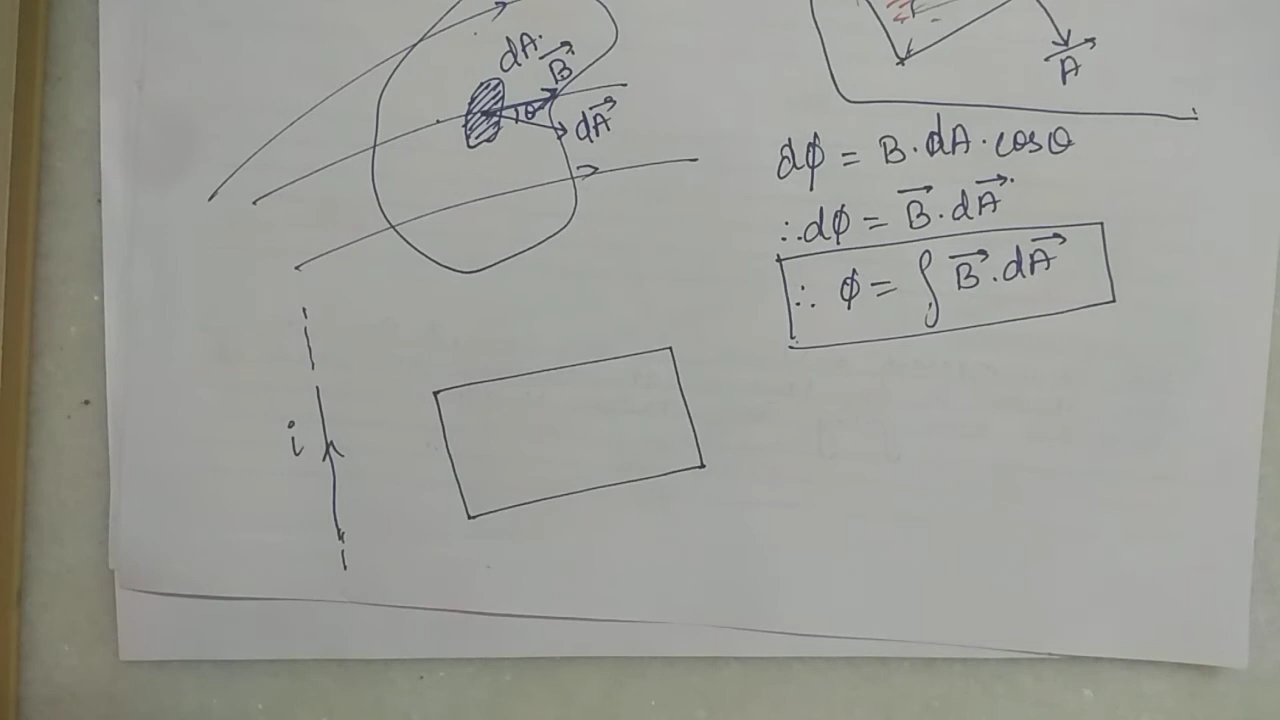 dA.
B⃗
θ
dA⃗
A⃗
dϕ = B.dA.cosθ
∴dϕ = B⃗.dA⃗
∴ ϕ = ∫ B⃗.dA⃗
i